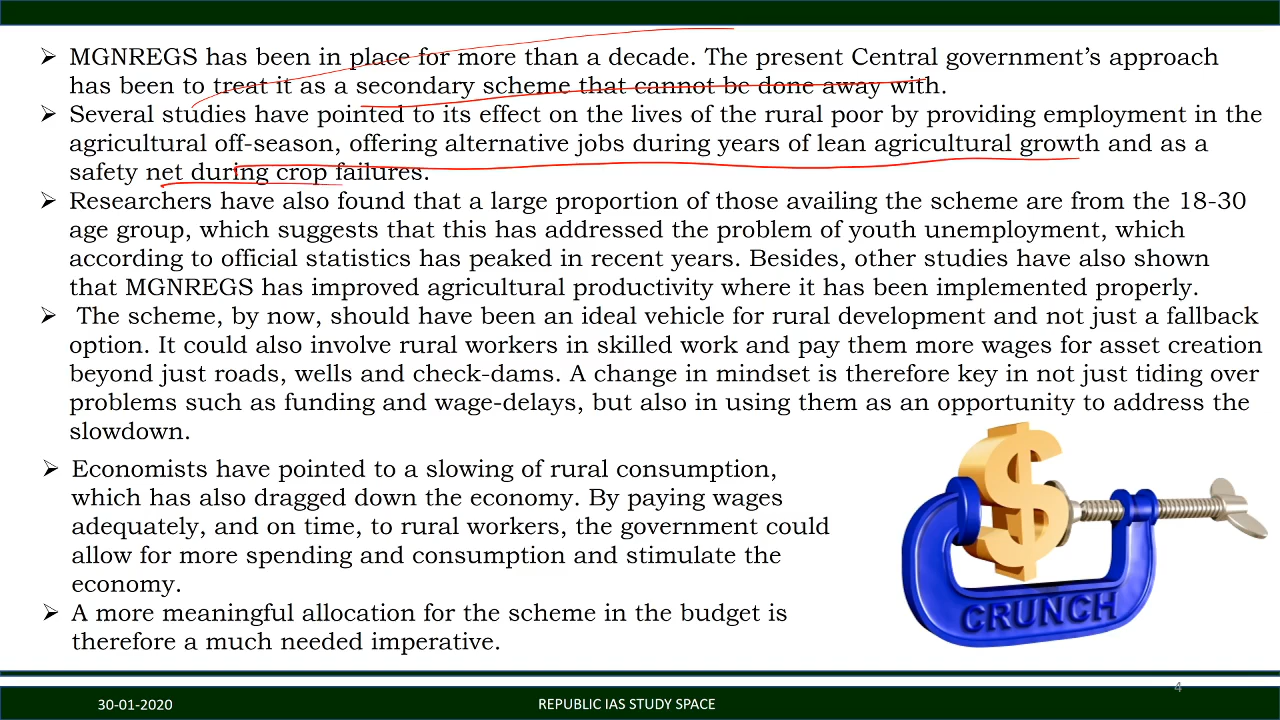 ➢ MGNREGS has been in place for more than a decade. The present Central government’s approach
has been to treat it as a secondary scheme that cannot be done away with.
➢ Several studies have pointed to its effect on the lives of the rural poor by providing employment in the
agricultural off-season, offering alternative jobs during years of lean agricultural growth and as a
safety net during crop failures.
➢ Researchers have also found that a large proportion of those availing the scheme are from the 18-30
age group, which suggests that this has addressed the problem of youth unemployment, which
according to official statistics has peaked in recent years. Besides, other studies have also shown
that MGNREGS has improved agricultural productivity where it has been implemented properly.
➢ The scheme, by now, should have been an ideal vehicle for rural development and not just a fallback
option. It could also involve rural workers in skilled work and pay them more wages for asset creation
beyond just roads, wells and check-dams. A change in mindset is therefore key in not just tiding over
problems such as funding and wage-delays, but also in using them as an opportunity to address the
slowdown.
➢ Economists have pointed to a slowing of rural consumption,
which has also dragged down the economy. By paying wages
adequately, and on time, to rural workers, the government could
allow for more spending and consumption and stimulate the
economy.
➢ A more meaningful allocation for the scheme in the budget is
therefore a much needed imperative.
$
CRUNCH
4
30-01-2020
REPUBLIC IAS STUDY SPACE